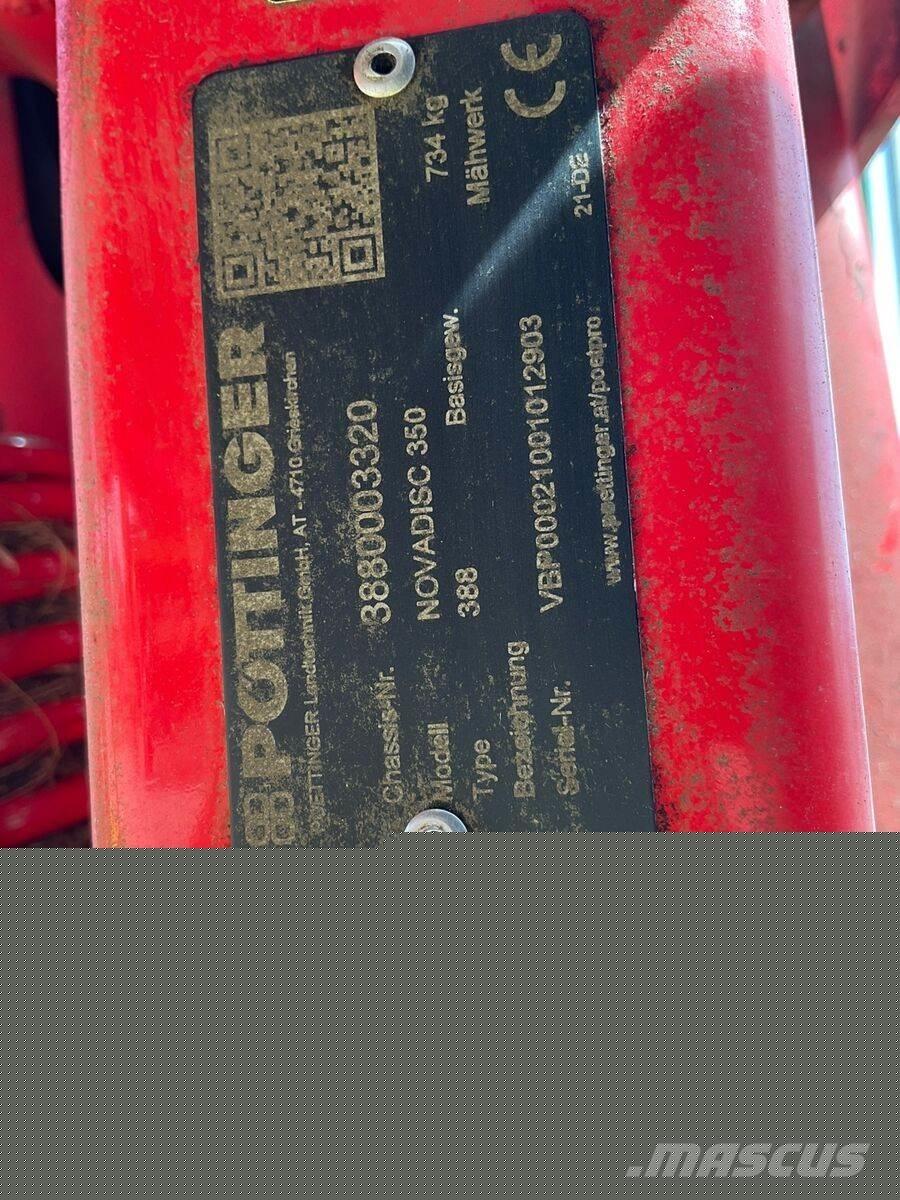 PÖTTINGER
POETTINGER Landtechnik GmbH, AT - 4710 Grieskirchen
Chassis-Nr. 3880003320
Modell NOVADISC 350
Type 388 Basisgew. 734 kg
Bezeichnung Mähwerk
Serial-Nr. VBP00021001012903
www.poettinger.at/poetpro 21-DE
CE
.MASCUS